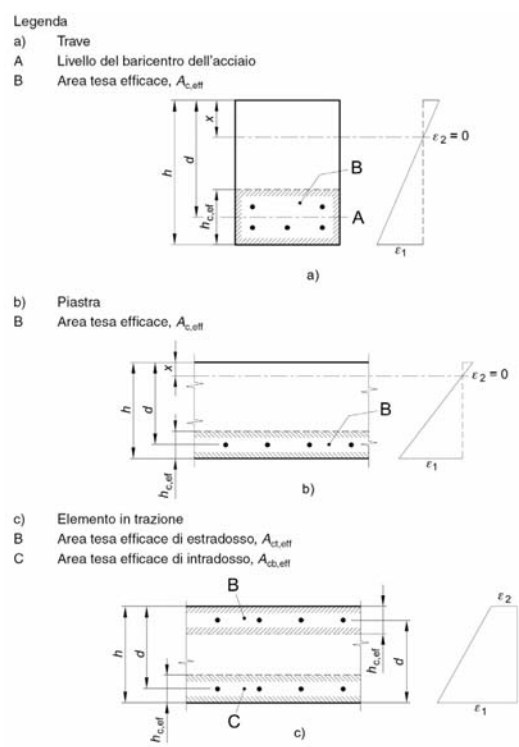 Legenda
a) Trave
A Livello del baricentro dell'acciaio
B Area tesa efficace, Ac,eff
x
ε2 = 0
d
h
B
hc,ef
A
ε1
a)
b) Piastra
B Area tesa efficace, Ac,eff
x
ε2 = 0
h
d
B
hc,ef
ε1
b)
c) Elemento in trazione
B Area tesa efficace di estradosso, Act,eff
C Area tesa efficace di intradosso, Acb,eff
B
ε2
hc,ef
h
d
d
ε1
hc,ef
C
c)